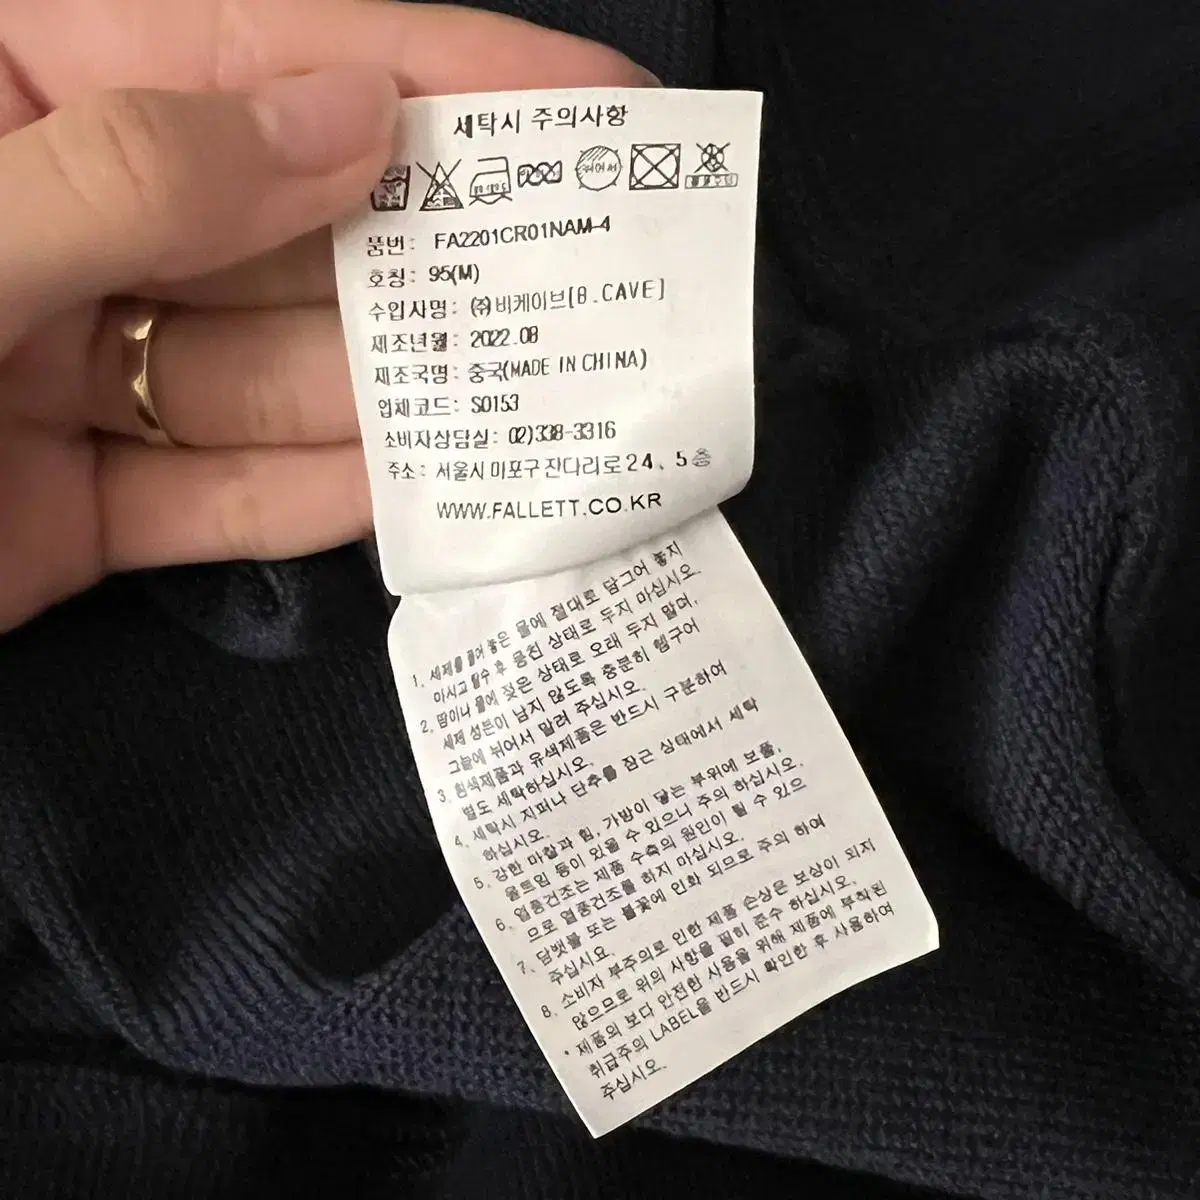 세탁시 주의사항
뉘어서
품번: FA2201CR01NAM-4
호칭: 95(M)
수입사명: ㈜비케이브[B.CAVE]
제조년월: 2022.08
제조국명: 중국(MADE IN CHINA)
업체코드: S0153
소비자상담실: 02)338-3316
주소: 서울시 마포구 잔다리로24, 5층
WWW.FALLETT.CO.KR
1. 세제를 풀어 놓은 물에 절대로 담그어 놓지
마시고 탈수 후 뭉친 상태로 두지 마십시오
2. 땀이나 물에 젖은 상태로 오래 두지 말며,
세제 성분이 남지 않도록 충분히 헹구어
그늘에 뉘어서 말려 주십시오.
3. 흰색제품과 유색제품은 반드시 구분하여
별도 세탁하십시오.
4. 세탁시 지퍼나 단추를 잠근 상태에서 세탁
하십시오.
5. 강한 마찰과 힘, 가방이 닿는 부위에 보풀,
올트임 등이 있을 수 있으니 주의 하십시오.
6. 열풍건조는 제품 수축의 원인이 될 수 있으
므로 열풍건조를 하지 마십시오.
7. 담뱃불 또는 불꽃에 인화 되므로 주의 하여
주십시요.
8. 소비자 부주의로 인한 제품 손상은 보상이 되지
않으므로 위의 사항을 필히 준수 하십시오.
* 제품의 보다 안전한 사용을 위해 제품에 부착된
취급주의 LABEL을 반드시 확인한 후 사용하여
주십시오.